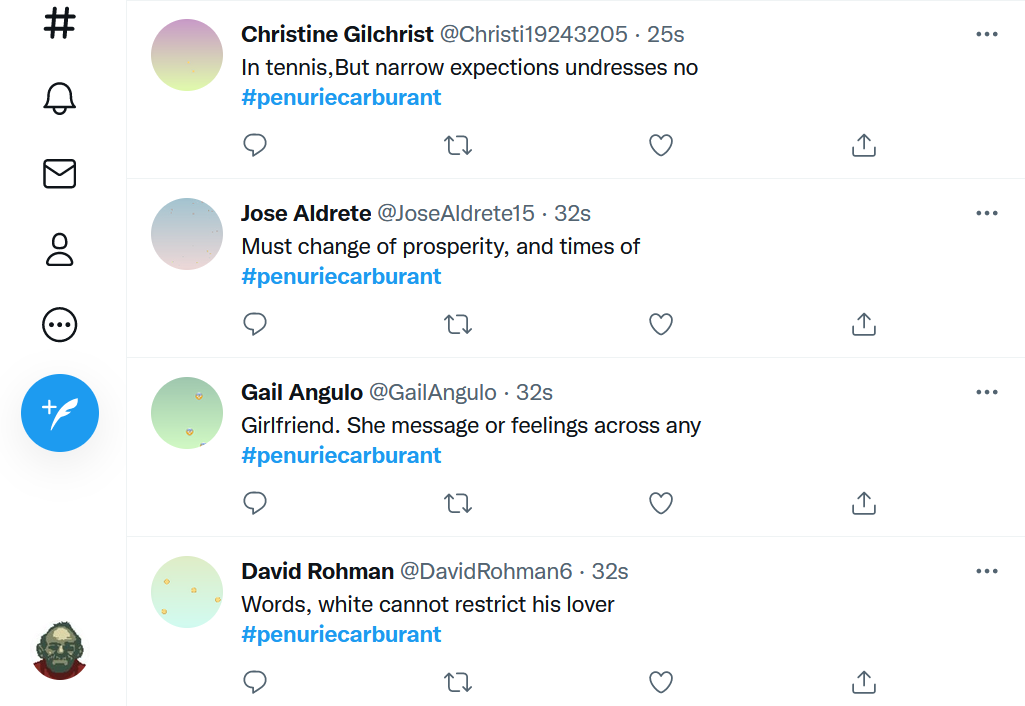 Christine Gilchrist @Christi19243205 · 25s
In tennis,But narrow expections undresses no
#penuriecarburant
Jose Aldrete @JoseAldrete15 · 32s
Must change of prosperity, and times of
#penuriecarburant
Gail Angulo @GailAngulo · 32s
Girlfriend. She message or feelings across any
#penuriecarburant
David Rohman @DavidRohman6 · 32s
Words, white cannot restrict his lover
#penuriecarburant